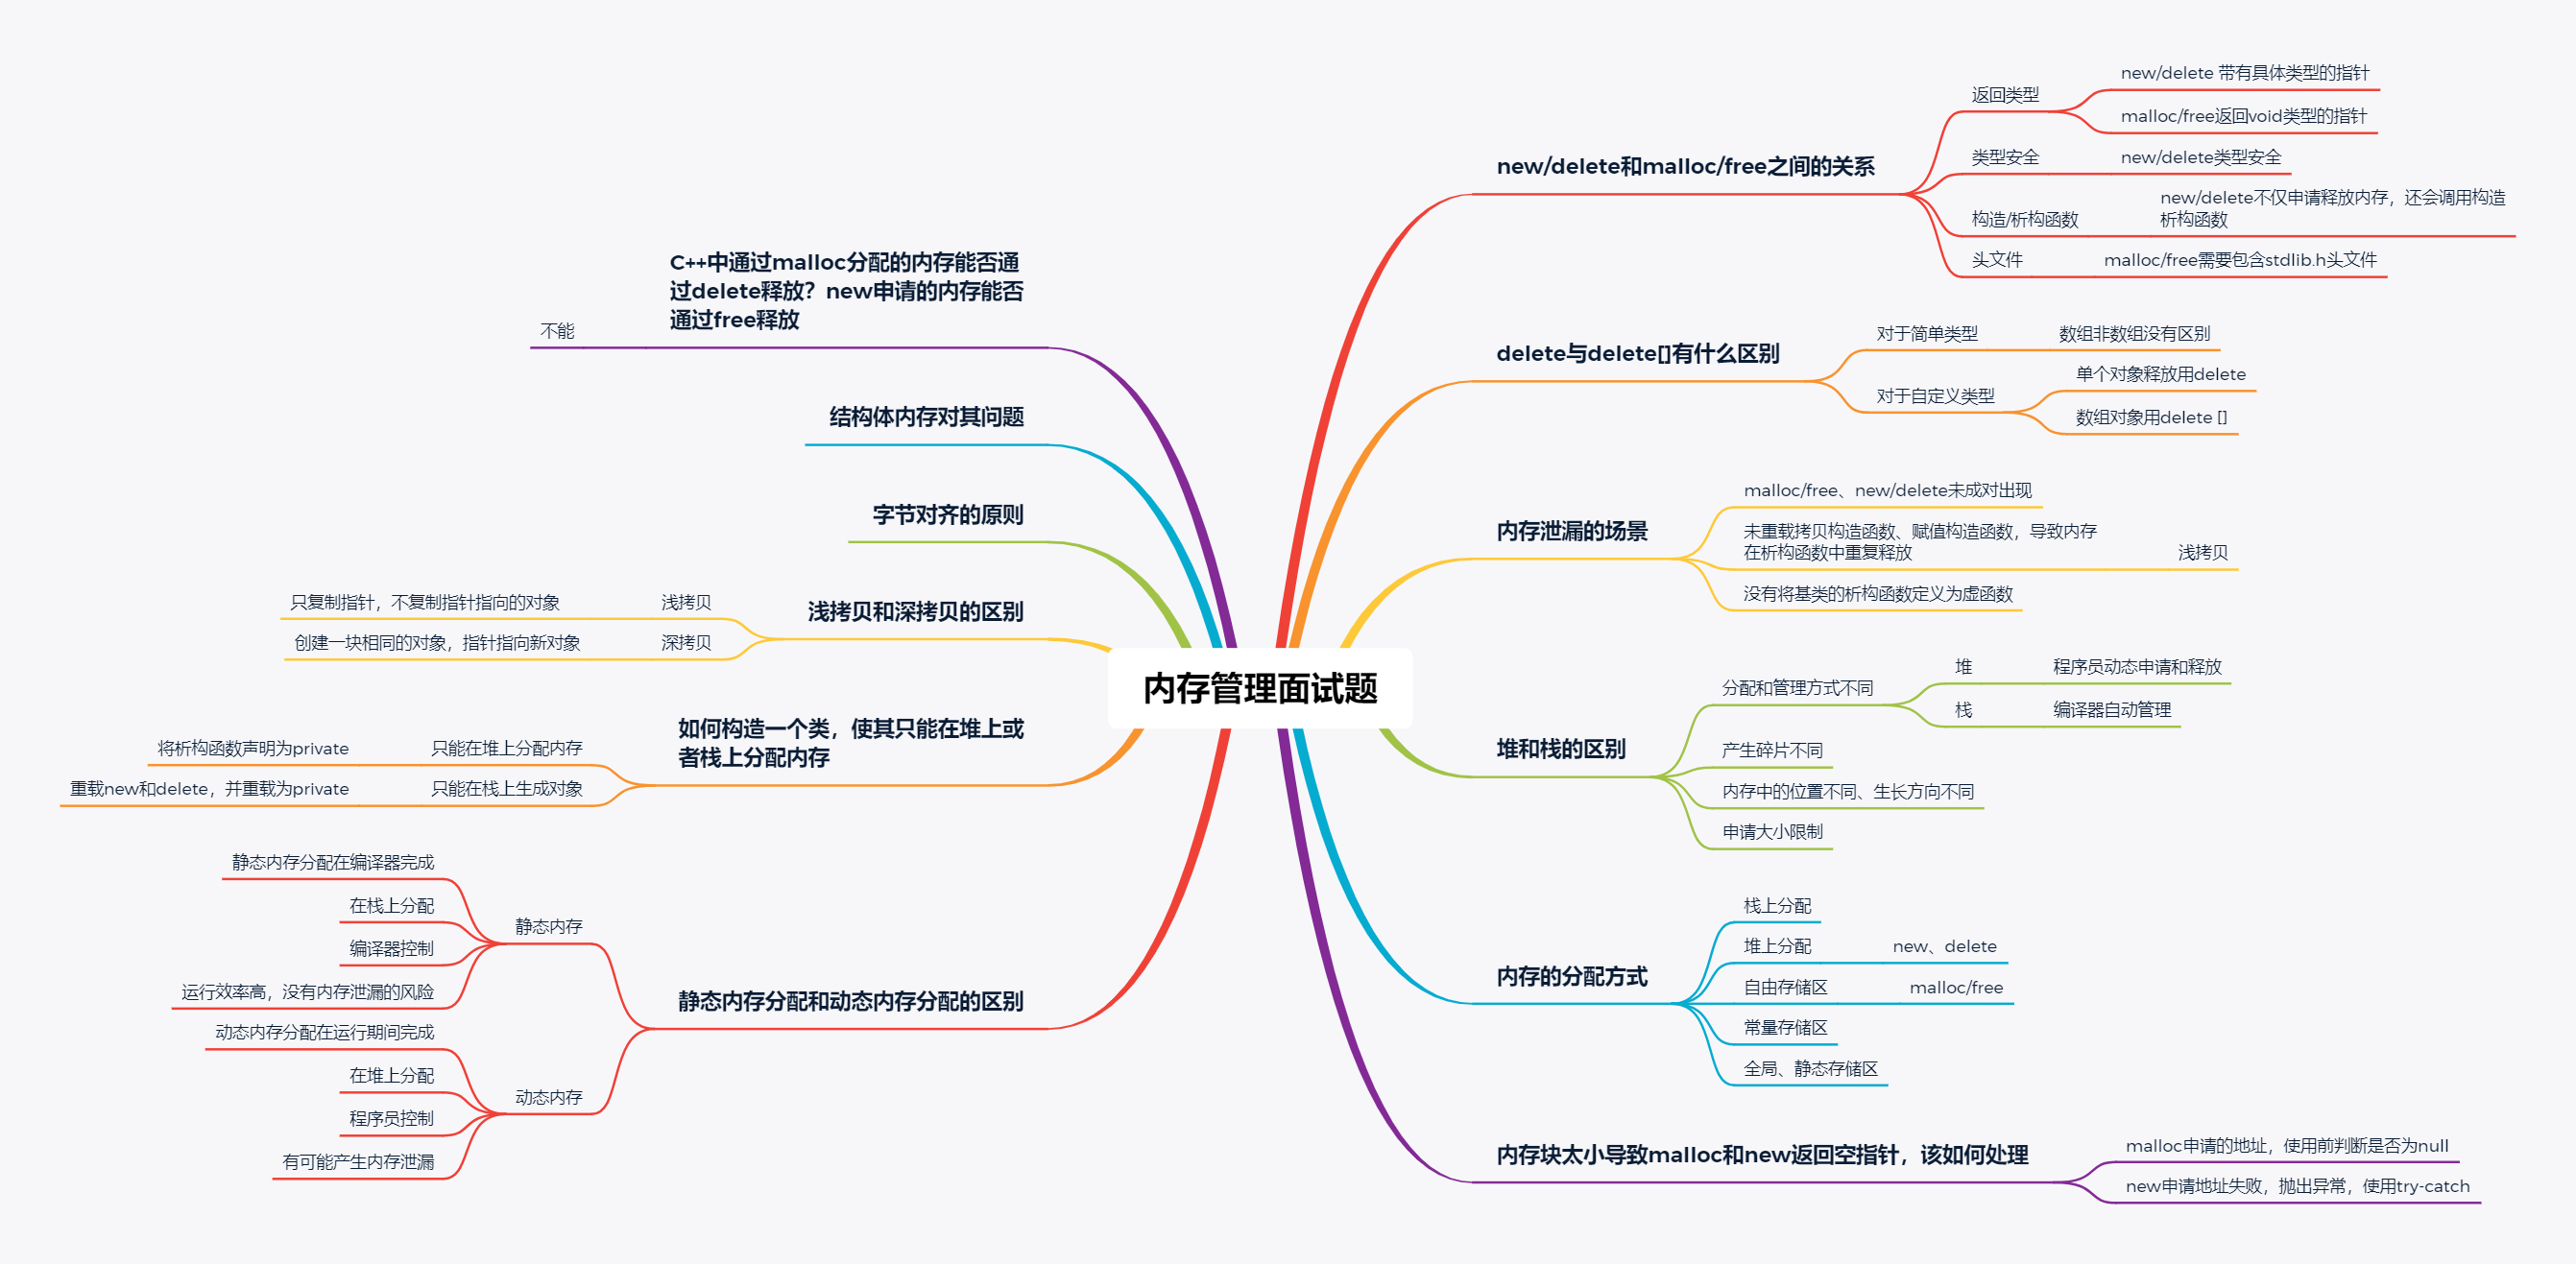 内存管理面试题
new/delete和malloc/free之间的关系
返回类型
new/delete 带有具体类型的指针
malloc/free返回void类型的指针
类型安全
new/delete类型安全
构造/析构函数
new/delete不仅申请释放内存，还会调用构造
析构函数
头文件
malloc/free需要包含stdlib.h头文件
delete与delete[]有什么区别
对于简单类型
数组非数组没有区别
对于自定义类型
单个对象释放用delete
数组对象用delete []
内存泄漏的场景
malloc/free、new/delete未成对出现
未重载拷贝构造函数、赋值构造函数，导致内存
在析构函数中重复释放
浅拷贝
没有将基类的析构函数定义为虚函数
堆和栈的区别
分配和管理方式不同
堆
程序员动态申请和释放
栈
编译器自动管理
产生碎片不同
内存中的位置不同、生长方向不同
申请大小限制
内存的分配方式
栈上分配
堆上分配
new、delete
自由存储区
malloc/free
常量存储区
全局、静态存储区
内存块太小导致malloc和new返回空指针，该如何处理
malloc申请的地址，使用前判断是否为null
new申请地址失败，抛出异常，使用try-catch
C++中通过malloc分配的内存能否通
过delete释放？new申请的内存能否
通过free释放
不能
结构体内存对其问题
字节对齐的原则
浅拷贝和深拷贝的区别
浅拷贝
只复制指针，不复制指针指向的对象
深拷贝
创建一块相同的对象，指针指向新对象
如何构造一个类，使其只能在堆上或
者栈上分配内存
只能在堆上分配内存
将析构函数声明为private
只能在栈上生成对象
重载new和delete，并重载为private
静态内存分配和动态内存分配的区别
静态内存
静态内存分配在编译器完成
在栈上分配
编译器控制
运行效率高，没有内存泄漏的风险
动态内存
动态内存分配在运行期间完成
在堆上分配
程序员控制
有可能产生内存泄漏